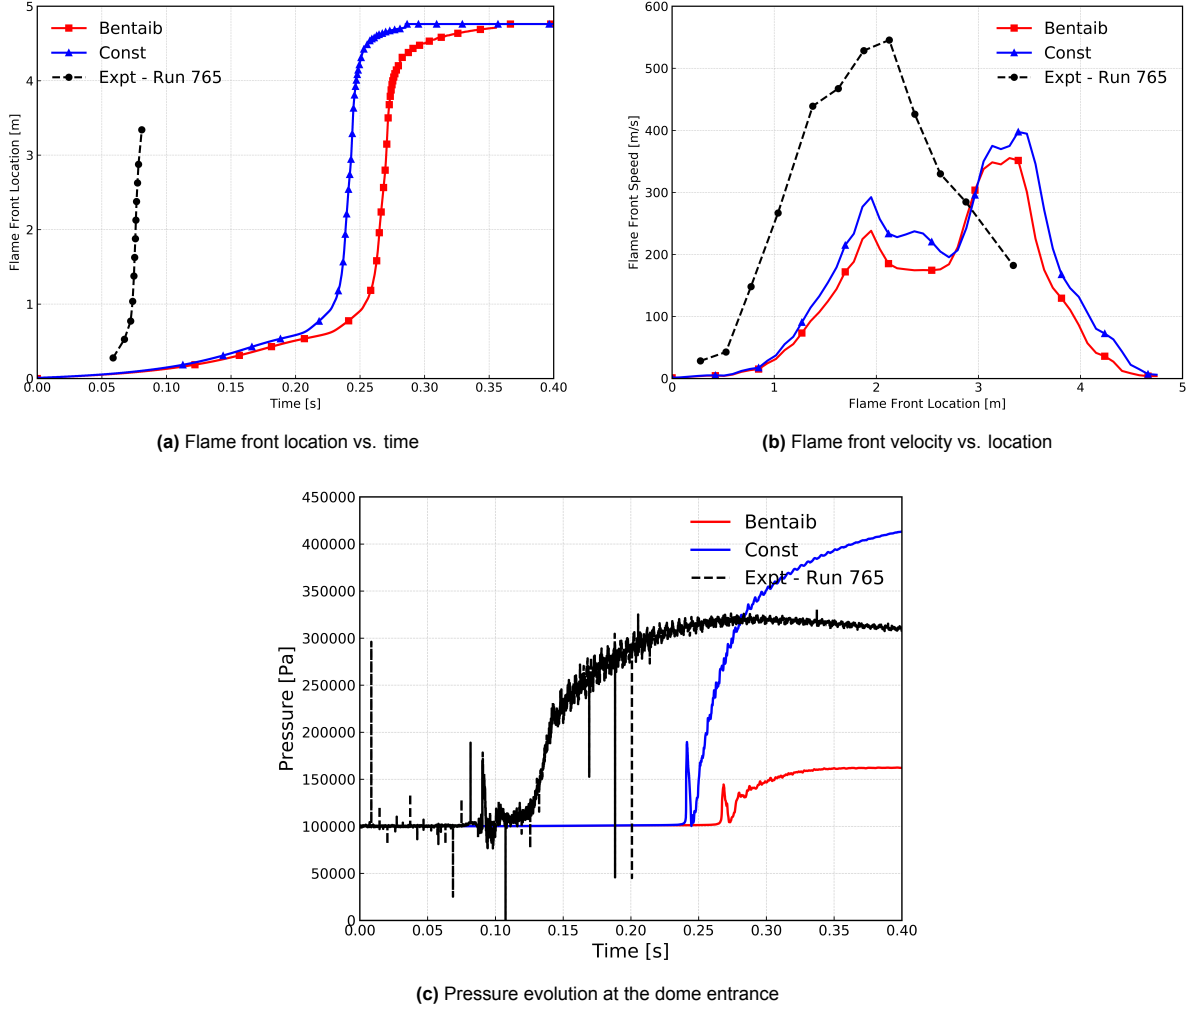 5
4
3
2
1
0
Flame Front Location [m]
Bentaib
Const
Expt - Run 765
0.00 0.05 0.10 0.15 0.20 0.25 0.30 0.35 0.40
Time [s]
(a) Flame front location vs. time
600
500
400
300
200
100
0
Flame Front Speed [m/s]
Bentaib
Const
Expt - Run 765
0 1 2 3 4 5
Flame Front Location [m]
(b) Flame front velocity vs. location
450000
400000
350000
300000
250000
200000
150000
100000
50000
0
Pressure [Pa]
Bentaib
Const
Expt - Run 765
0.00 0.05 0.10 0.15 0.20 0.25 0.30 0.35 0.40
Time [s]
(c) Pressure evolution at the dome entrance